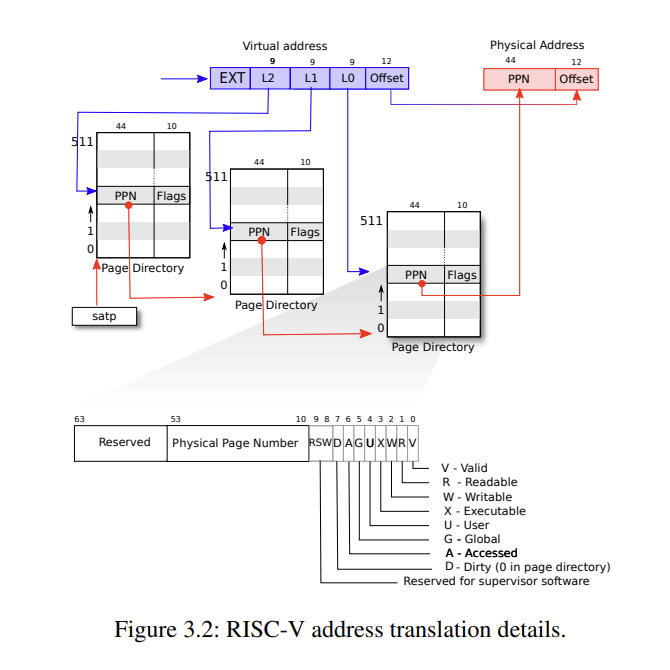 Virtual address
Physical Address
9 9 9 12
44 12
EXT L2 L1 L0 Offset
PPN Offset
44 10
511
PPN Flags
1
0
Page Directory
satp
44 10
511
PPN Flags
1
0
Page Directory
44 10
511
PPN Flags
1
0
Page Directory
63 53 10 9 8 7 6 5 4 3 2 1 0
Reserved Physical Page Number RSW D A G U X W R V
V - Valid
R - Readable
W - Writable
X - Executable
U - User
G - Global
A - Accessed
D - Dirty (0 in page directory)
Reserved for supervisor software
Figure 3.2: RISC-V address translation details.